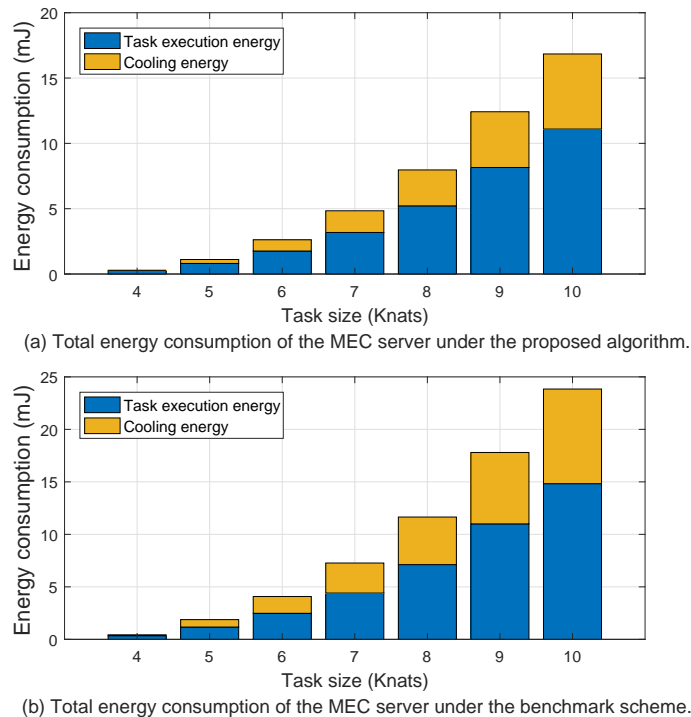 20
15
10
5
0
Energy consumption (mJ)
Task execution energy
Cooling energy
4 5 6 7 8 9 10
Task size (Knats)
(a) Total energy consumption of the MEC server under the proposed algorithm.
25
20
15
10
5
0
Energy consumption (mJ)
Task execution energy
Cooling energy
4 5 6 7 8 9 10
Task size (Knats)
(b) Total energy consumption of the MEC server under the benchmark scheme.